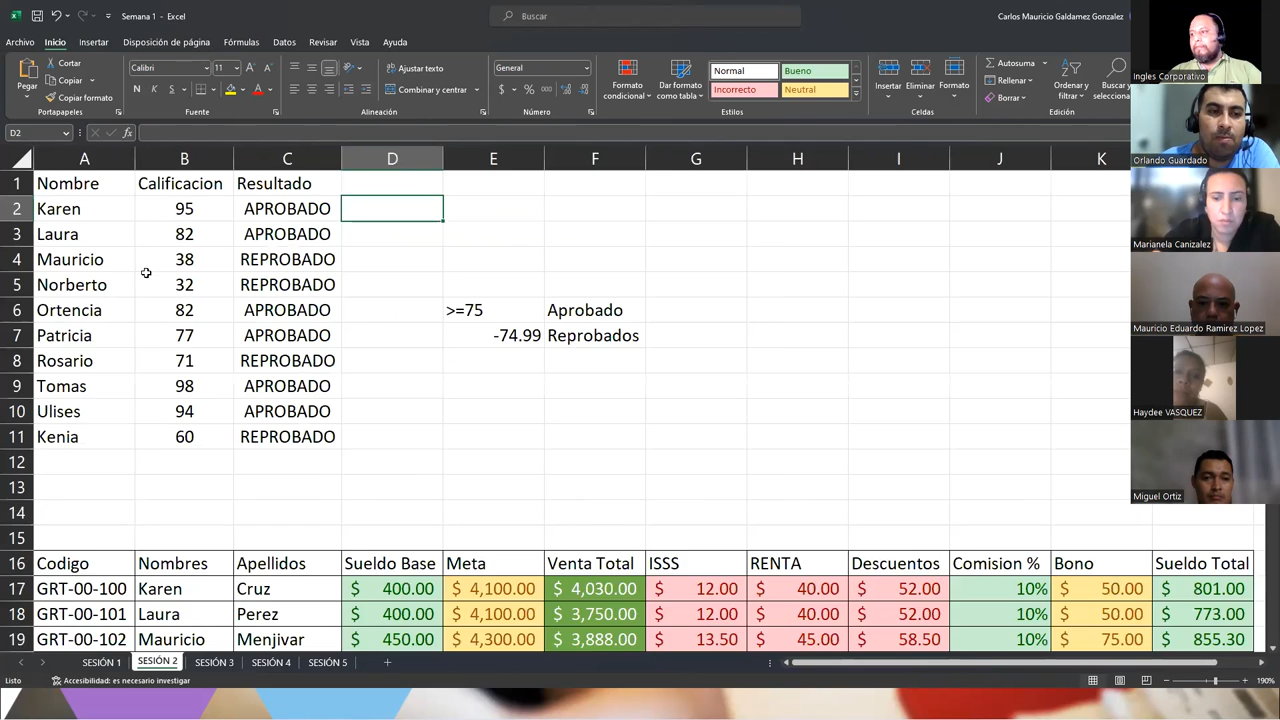 Semana 1 - Excel
Buscar
Carlos Mauricio Galdamez Gonzalez
Archivo Inicio Insertar Disposición de página Fórmulas Datos Revisar Vista Ayuda
Pegar
Cortar
Copiar
Copiar formato
Portapapeles
Calibri 11
N K S
Fuente
Ajustar texto
Combinar y centrar
Alineación
General
$ % 000
Número
Formato condicional
Dar formato como tabla
Normal Bueno
Incorrecto Neutral
Estilos
Insertar Eliminar Formato
Celdas
Autosuma
Rellenar
Borrar
Ordenar y filtrar
Buscar y selecciona
Edición
D2 fx
A B C D E F G H I J K
1 Nombre Calificacion Resultado
2 Karen 95 APROBADO
3 Laura 82 APROBADO
4 Mauricio 38 REPROBADO
5 Norberto 32 REPROBADO
6 Ortencia 82 APROBADO >=75 Aprobado
7 Patricia 77 APROBADO -74.99 Reprobados
8 Rosario 71 REPROBADO
9 Tomas 98 APROBADO
10 Ulises 94 APROBADO
11 Kenia 60 REPROBADO
12
13
14
15
16 Codigo Nombres Apellidos Sueldo Base Meta Venta Total ISSS RENTA Descuentos Comision % Bono Sueldo Total
17 GRT-00-100 Karen Cruz $ 400.00 $ 4,100.00 $ 4,030.00 $ 12.00 $ 40.00 $ 52.00 10% $ 50.00 $ 801.00
18 GRT-00-101 Laura Perez $ 400.00 $ 4,100.00 $ 3,750.00 $ 12.00 $ 40.00 $ 52.00 10% $ 50.00 $ 773.00
19 GRT-00-102 Mauricio Menjivar $ 450.00 $ 4,300.00 $ 3,888.00 $ 13.50 $ 45.00 $ 58.50 10% $ 75.00 $ 855.30
SESIÓN 1 SESIÓN 2 SESIÓN 3 SESIÓN 4 SESIÓN 5
Listo Accesibilidad: es necesario investigar 190%
Ingles Corporativo
Orlando Guardado
Marianela Canizalez
Mauricio Eduardo Ramirez Lopez
Haydee VASQUEZ
Miguel Ortiz